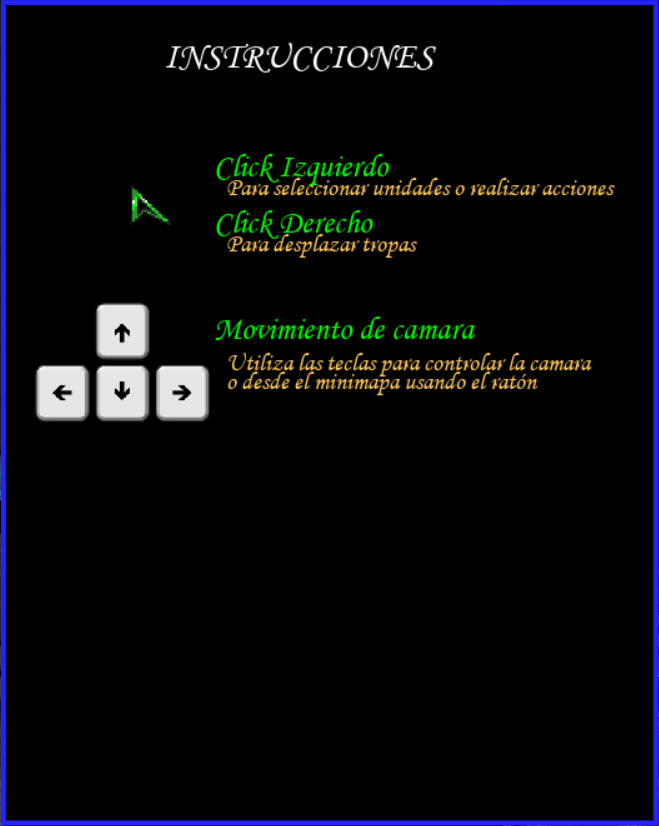 INSTRUCCIONES
Click Izquierdo
Para seleccionar unidades o realizar acciones
Click Derecho
Para desplazar tropas
Movimiento de camara
Utiliza las teclas para controlar la camara
o desde el minimapa usando el ratón